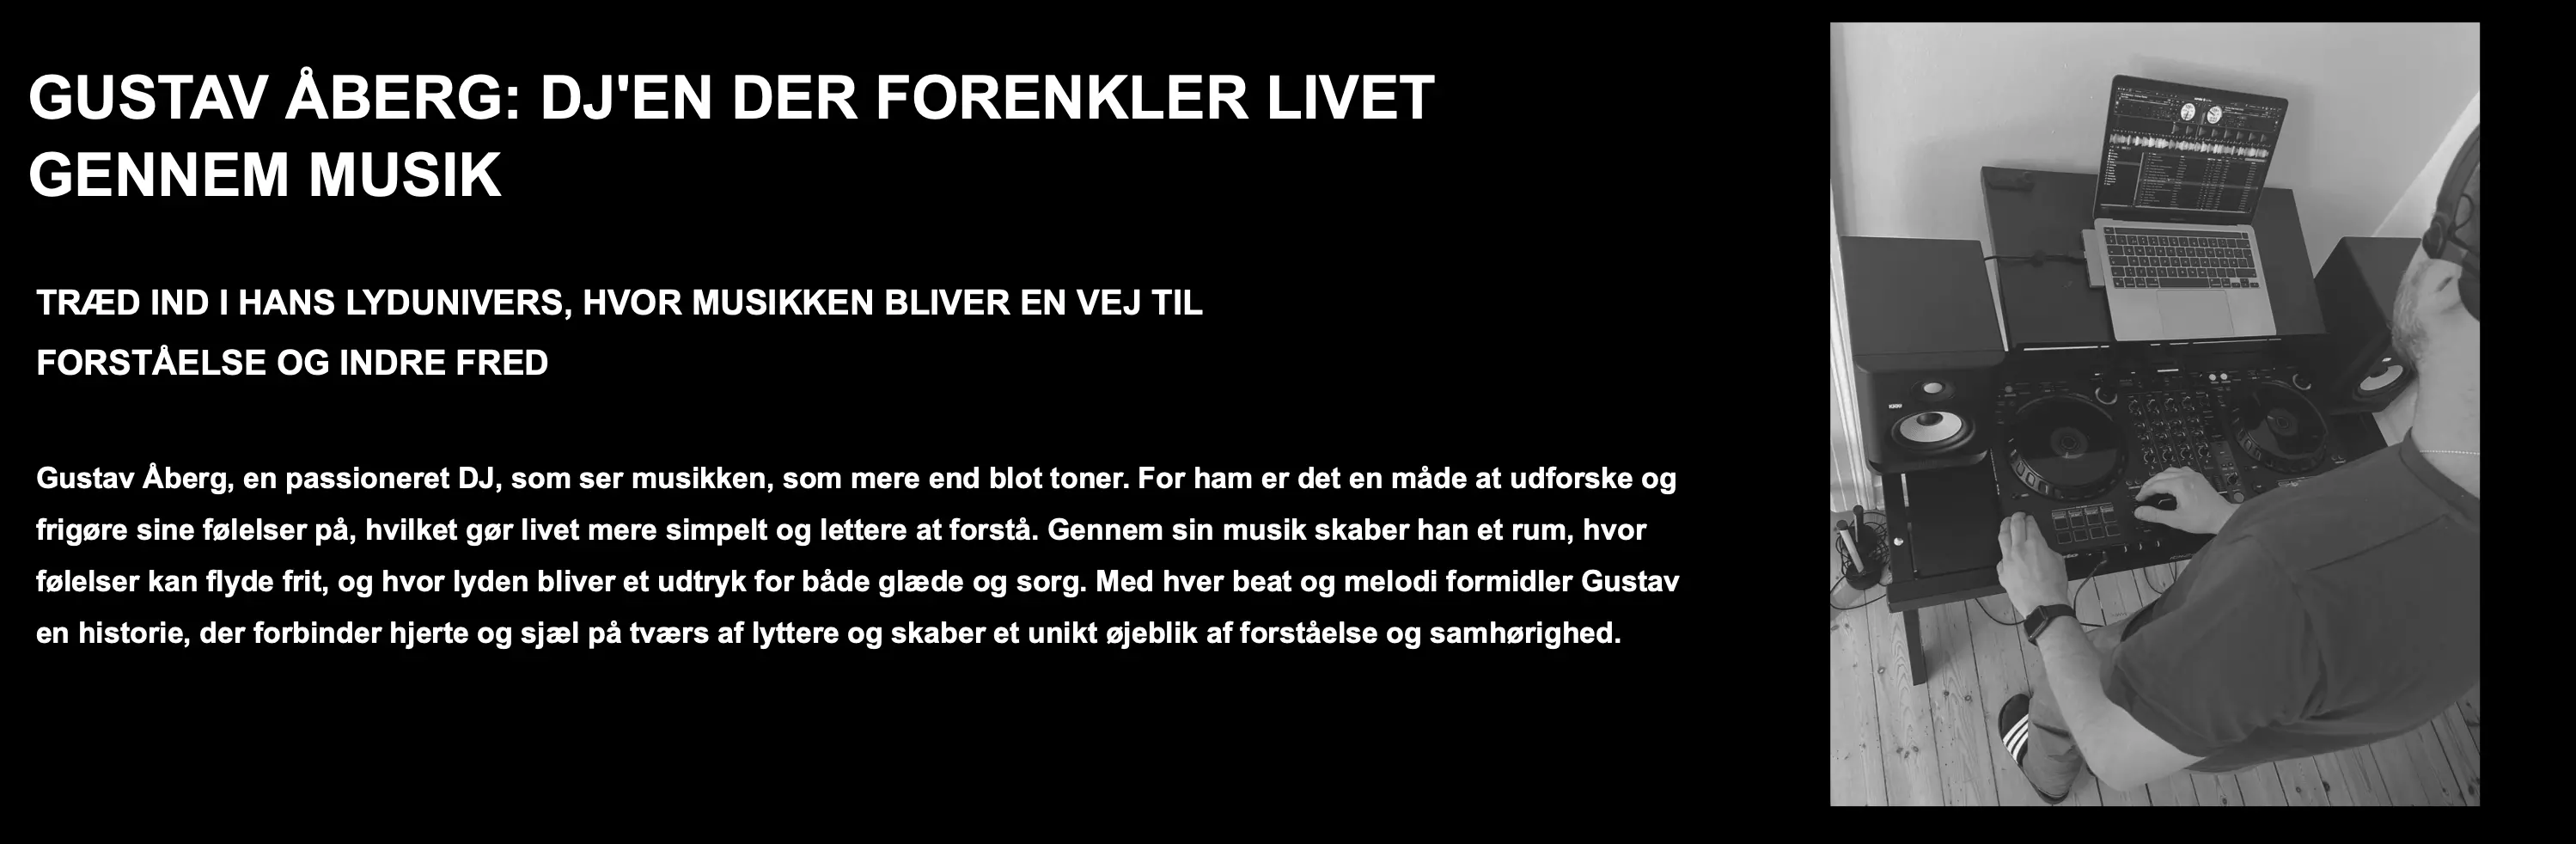 GUSTAV ÅBERG: DJ'EN DER FORENKLER LIVET
GENNEM MUSIK
TRÆD IND I HANS LYDUNIVERS, HVOR MUSIKKEN BLIVER EN VEJ TIL
FORSTÅELSE OG INDRE FRED
Gustav Åberg, en passioneret DJ, som ser musikken, som mere end blot toner. For ham er det en måde at udforske og
frigøre sine følelser på, hvilket gør livet mere simpelt og lettere at forstå. Gennem sin musik skaber han et rum, hvor
følelser kan flyde frit, og hvor lyden bliver et udtryk for både glæde og sorg. Med hver beat og melodi formidler Gustav
en historie, der forbinder hjerte og sjæl på tværs af lyttere og skaber et unikt øjeblik af forståelse og samhørighed.